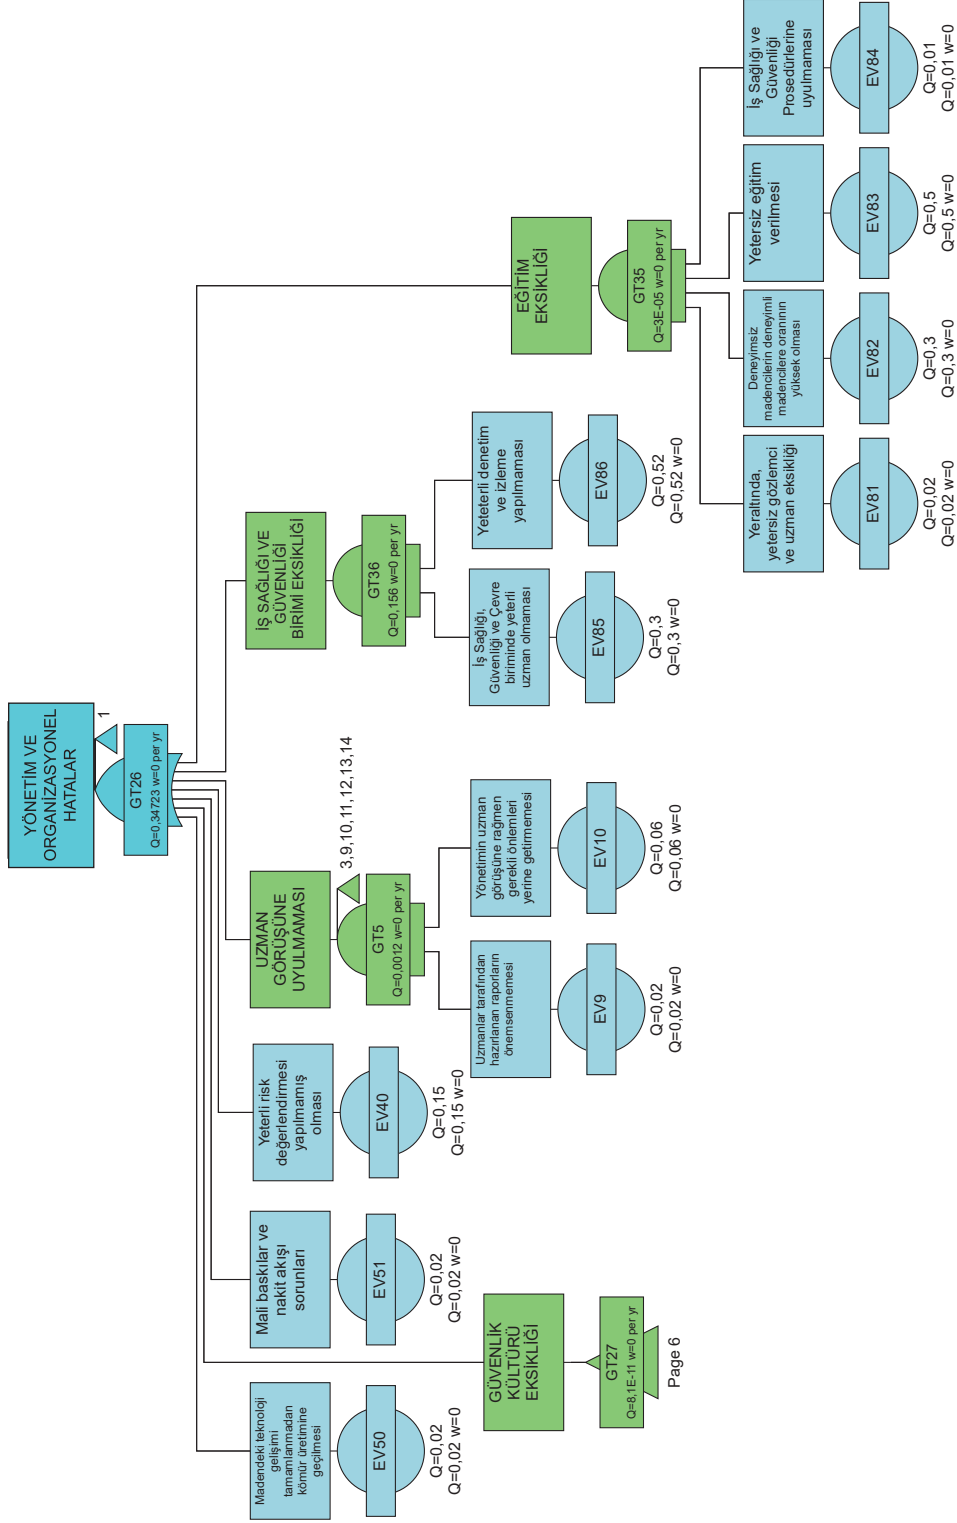 YÖNETİM VE
ORGANİZASYONEL
HATALAR
1
GT26
Q=0,34723 w=0 per yr
Madendeki teknoloji
gelişimi
tamamlanmadan
kömür üretimine
geçilmesi
EV50
Q=0,02
Q=0,02 w=0
GÜVENLİK
KÜLTÜRÜ
EKSİKLİĞİ
GT27
Q=8,1E-11 w=0 per yr
Page 6
Mali baskılar ve
nakit akışı
sorunları
EV51
Q=0,02
Q=0,02 w=0
Yeterli risk
değerlendirmesi
yapılmamış
olması
EV40
Q=0,15
Q=0,15 w=0
UZMAN
GÖRÜŞÜNE
UYULMAMASI
3,9,10,11,12,13,14
GT5
Q=0,0012 w=0 per yr
Uzmanlar tarafından
hazırlanan raporların
önemsenmemesi
EV9
Q=0,02
Q=0,02 w=0
Yönetimin uzman
görüşüne rağmen
gerekli önlemleri
yerine getirmemesi
EV10
Q=0,06
Q=0,06 w=0
İŞ SAĞLIĞI VE
GÜVENLİĞİ
BİRİMİ EKSİKLİĞİ
GT36
Q=0,156 w=0 per yr
İş Sağlığı,
Güvenliği ve Çevre
biriminde yeterli
uzman olmaması
EV85
Q=0,3
Q=0,3 w=0
Yeteterli denetim
ve izleme
yapılmaması
EV86
Q=0,52
Q=0,52 w=0
EĞİTİM
EKSİKLİĞİ
GT35
Q=3E-05 w=0 per yr
Yeraltında,
yetersiz gözlemci
ve uzman eksikliği
EV81
Q=0,02
Q=0,02 w=0
Deneyimsiz
madencilerin deneyimli
madencilere oranının
yüksek olması
EV82
Q=0,3
Q=0,3 w=0
Yetersiz eğitim
verilmesi
EV83
Q=0,5
Q=0,5 w=0
İş Sağlığı ve
Güvenliği
Prosedürlerine
uyulmaması
EV84
Q=0,01
Q=0,01 w=0